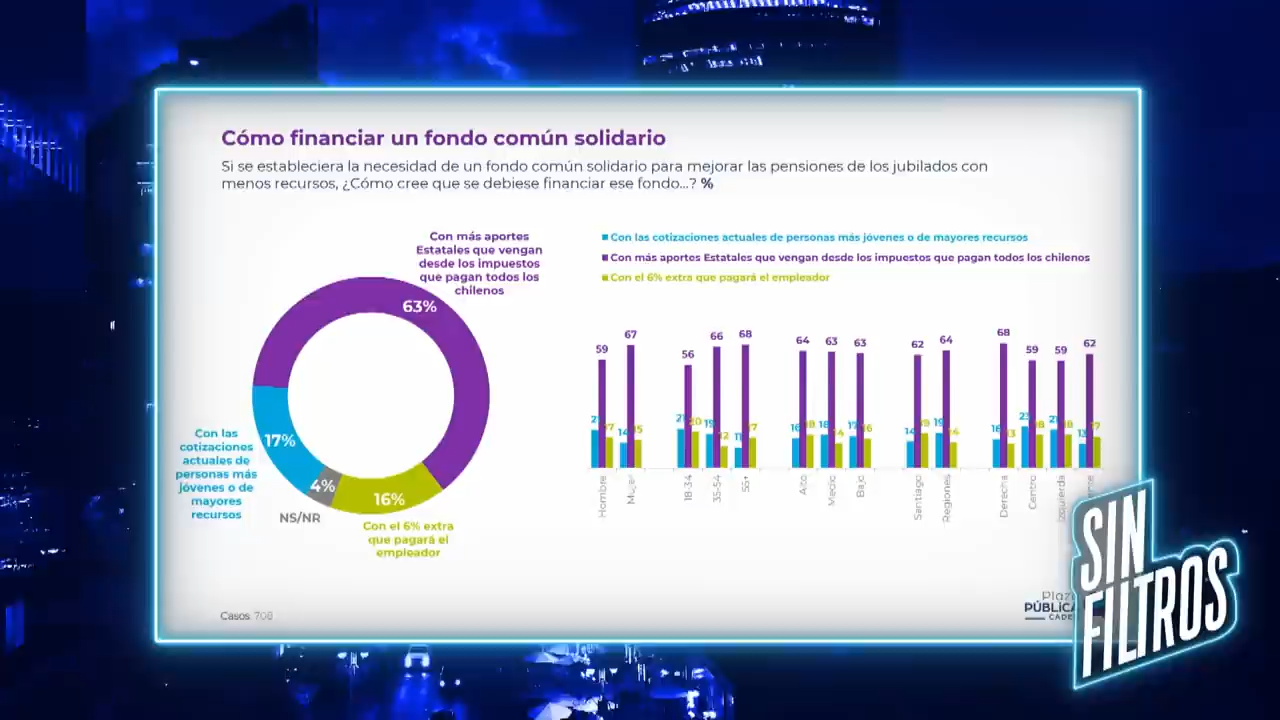 Cómo financiar un fondo común solidario
Si se estableciera la necesidad de un fondo común solidario para mejorar las pensiones de los jubilados con
menos recursos, ¿Cómo cree que se debiese financiar ese fondo...? %
Con más aportes
Estatales que vengan
desde los impuestos
que pagan todos los
chilenos
63%
17%
4%
16%
Con las
cotizaciones
actuales de
personas más
jóvenes o de
mayores
recursos
NS/NR
Con el 6% extra
que pagará el
empleador
Con las cotizaciones actuales de personas más jóvenes o de mayores recursos
Con más aportes Estatales que vengan desde los impuestos que pagan todos los chilenos
Con el 6% extra que pagará el empleador
59 67 56 66 68 64 63 63 62 64 68 59 59 62
Hombre
Mujer
18-34
35-54
55+
Alto
Medio
Bajo
Santiago
Regiones
Derecha
Centro
Izquierda
Casos: 706
Plaza
PÚBLICA
SIN
FILTROS